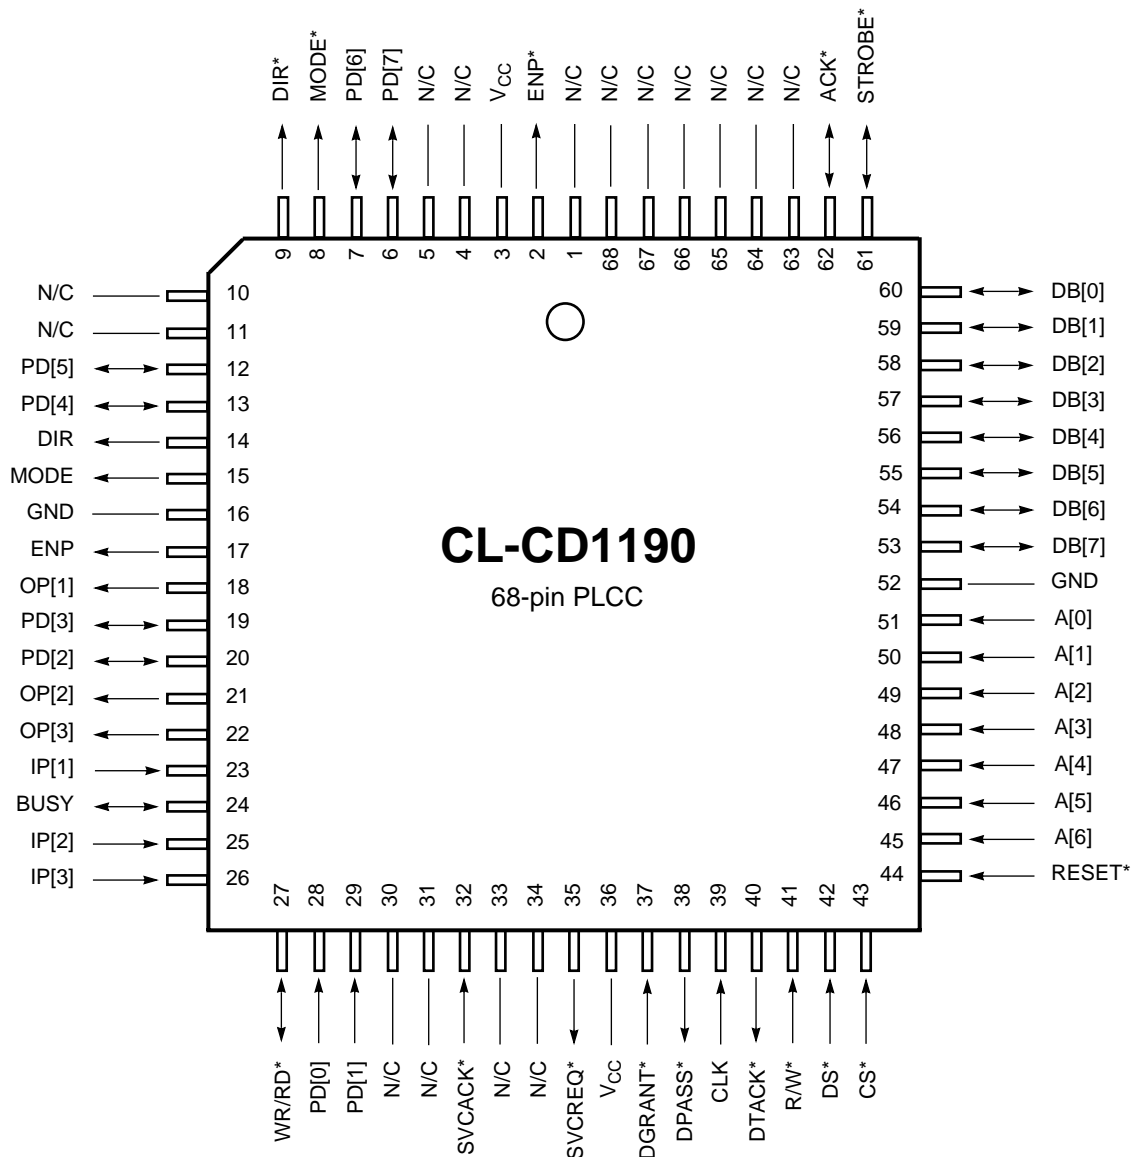 DIR*
MODE*
PD[6]
PD[7]
N/C
N/C
VCC
ENP*
N/C
N/C
N/C
N/C
N/C
N/C
N/C
ACK*
STROBE*
9
8
7
6
5
4
3
2
1
68
67
66
65
64
63
62
61
N/C 10
N/C 11
PD[5] 12
PD[4] 13
DIR 14
MODE 15
GND 16
ENP 17
OP[1] 18
PD[3] 19
PD[2] 20
OP[2] 21
OP[3] 22
IP[1] 23
BUSY 24
IP[2] 25
IP[3] 26
CL-CD1190
68-pin PLCC
60 DB[0]
59 DB[1]
58 DB[2]
57 DB[3]
56 DB[4]
55 DB[5]
54 DB[6]
53 DB[7]
52 GND
51 A[0]
50 A[1]
49 A[2]
48 A[3]
47 A[4]
46 A[5]
45 A[6]
44 RESET*
27
28
29
30
31
32
33
34
35
36
37
38
39
40
41
42
43
WR/RD*
PD[0]
PD[1]
N/C
N/C
SVCACK*
N/C
N/C
SVCREQ*
VCC
DGRANT*
DPASS*
CLK
DTACK*
R/W*
DS*
CS*